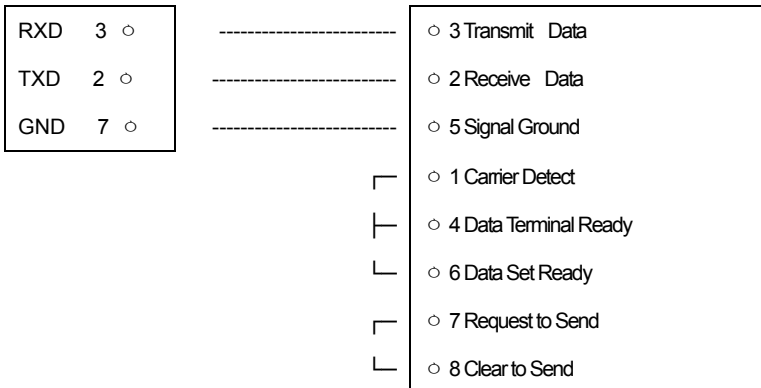 RXD 3 3 Transmit Data
TXD 2 2 Receive Data
GND 7 5 Signal Ground
1 Carrier Detect
4 Data Terminal Ready
6 Data Set Ready
7 Request to Send
8 Clear to Send